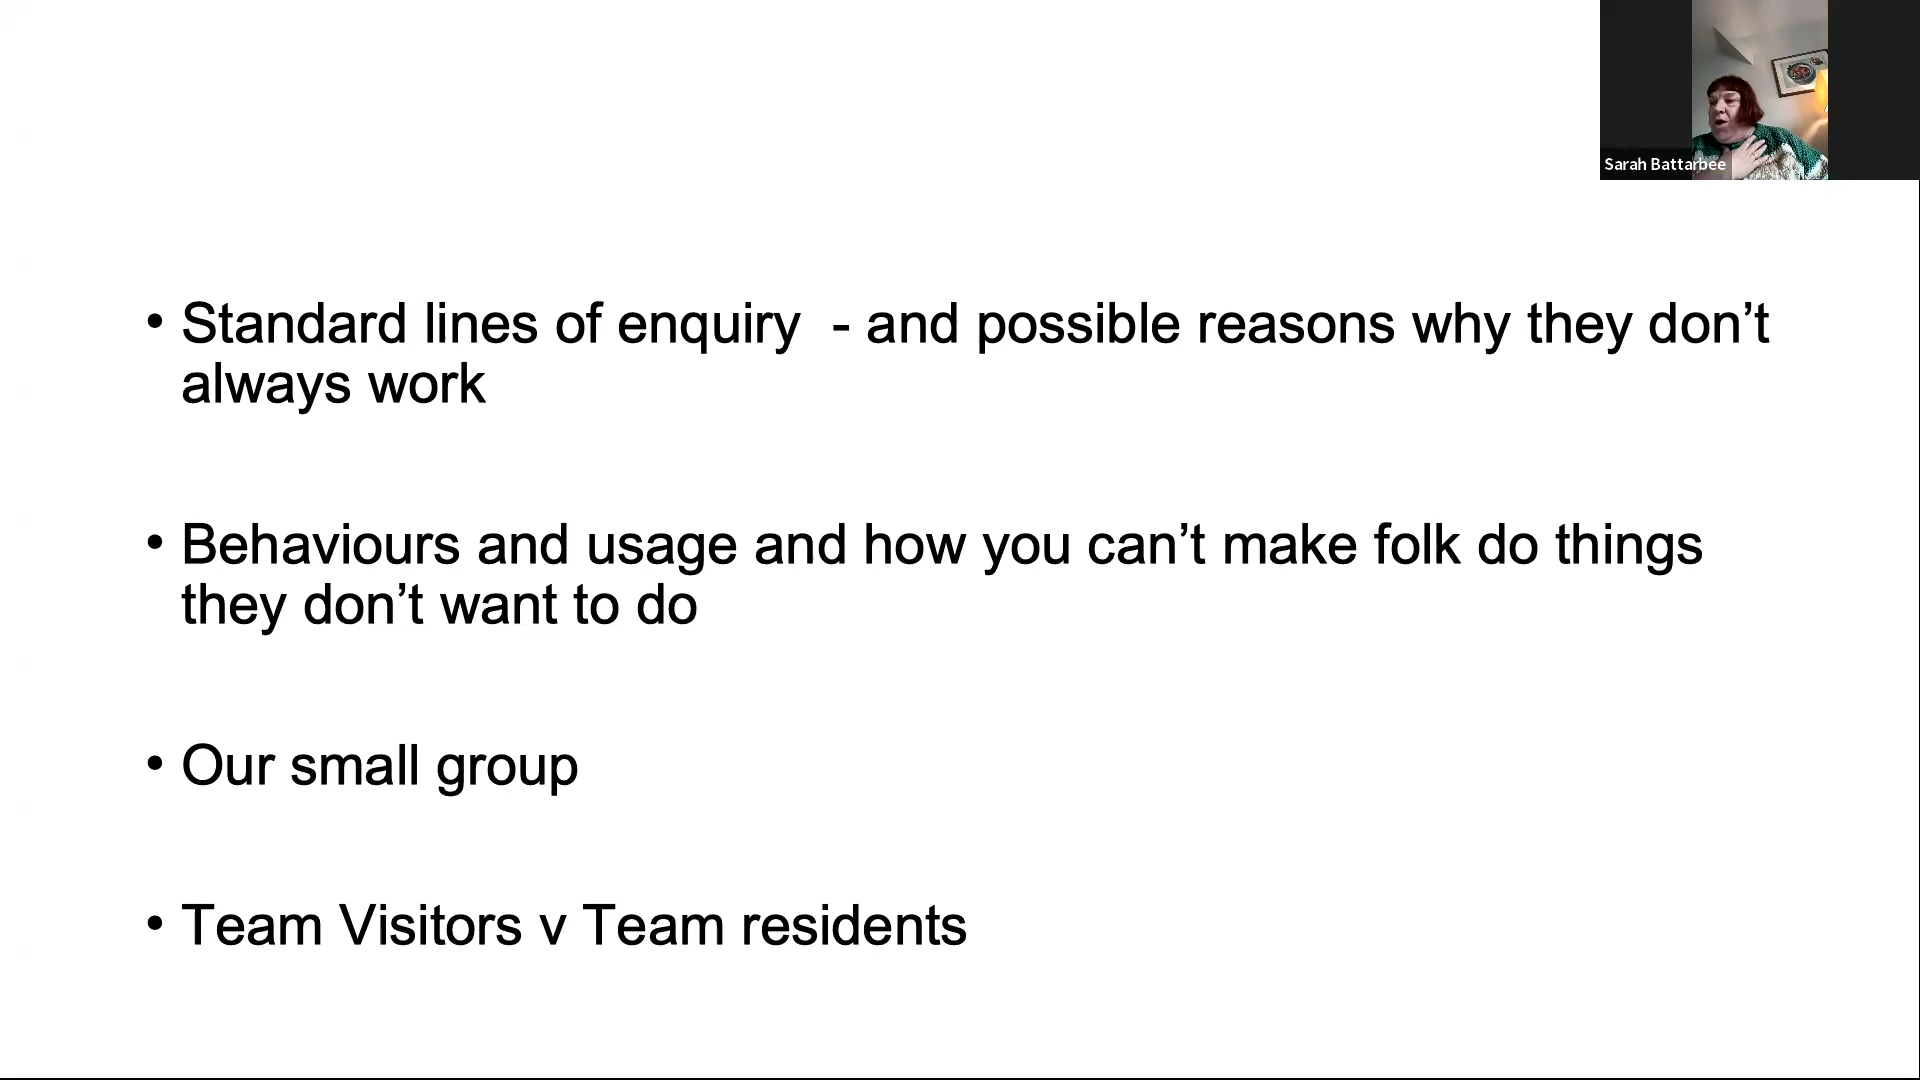 Sarah Battarbee
• Standard lines of enquiry  - and possible reasons why they don’t
always work
• Behaviours and usage and how you can’t make folk do things
they don’t want to do
• Our small group
• Team Visitors v Team residents